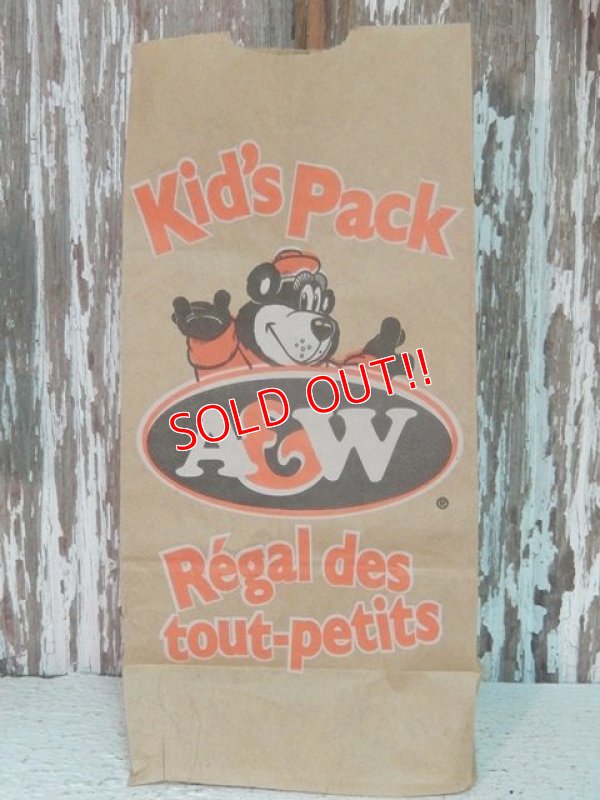 Kid's Pack
SOLD OUT!!
A&W
®
Régal des
tout-petits